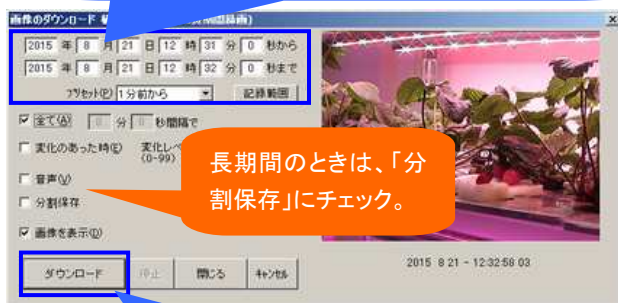 画像のダウンロード
2015 年 8 月 21 日 12 時 31 分 0 秒から
2015 年 8 月 21 日 12 時 32 分 0 秒まで
プリセット(P) 1分前から 記録範囲
全て(A) 0 分 0 秒間隔で
変化のあった時(E) 変化レベ
(0-99)
音声(V)
分割保存
画像を表示(D)
長期間のときは、「分
割保存」にチェック。
ダウンロード 停止 閉じる キャンセル
2015 8 21 - 12:32:58 03